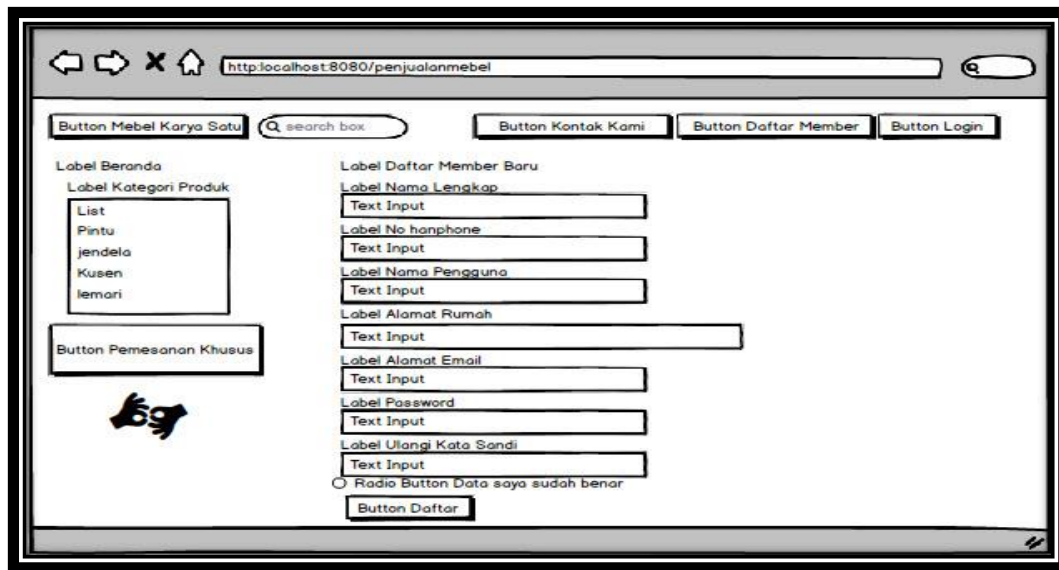 http:localhost:8080/penjualanmebel
Button Mebel Karya Satu
search box
Button Kontak Kami
Button Daftar Member
Button Login
Label Beranda
Label Kategori Produk
List
Pintu
jendela
Kusen
lemari
Button Pemesanan Khusus
Label Daftar Member Baru
Label Nama Lengkap
Text Input
Label No hanphone
Text Input
Label Nama Pengguna
Text Input
Label Alamat Rumah
Text Input
Label Alamat Email
Text Input
Label Password
Text Input
Label Ulangi Kata Sandi
Text Input
Radio Button Data saya sudah benar
Button Daftar